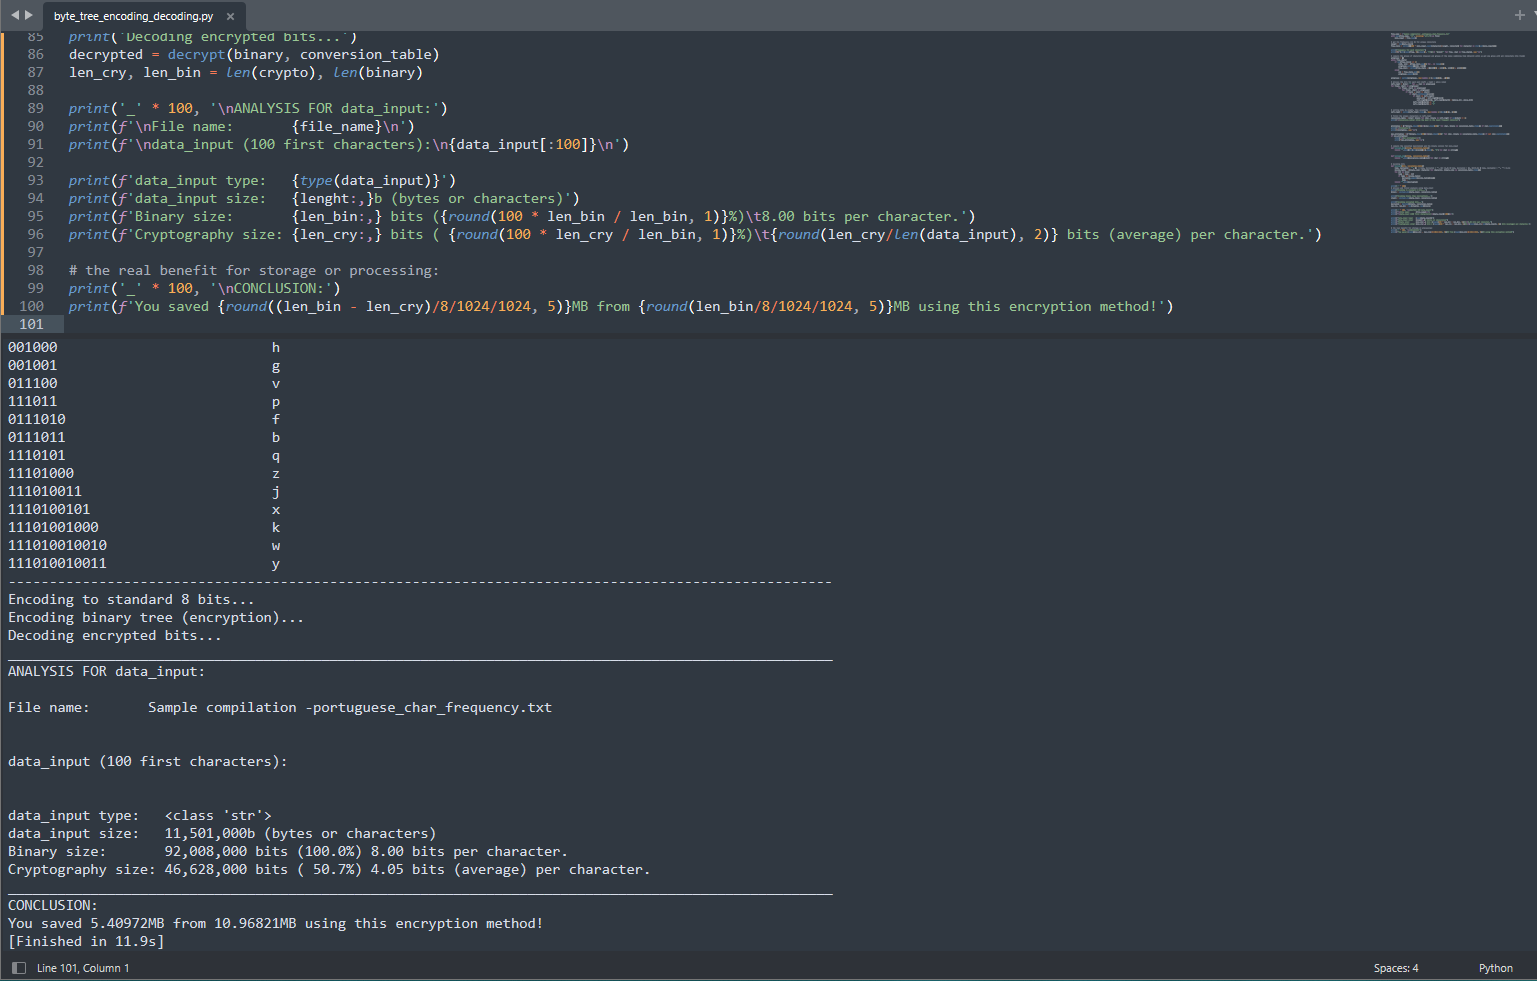 byte_tree_encoding_decoding.py ×
85 print('Decoding encrypted bits...')
86 decrypted = decrypt(binary, conversion_table)
87 len_cry, len_bin = len(crypto), len(binary)
88
89 print('_' * 100, '\nANALYSIS FOR data_input:')
90 print(f'\nFile name:       {file_name}\n')
91 print(f'\ndata_input (100 first characters):\n{data_input[:100]}\n')
92
93 print(f'data_input type:   {type(data_input)}')
94 print(f'data_input size:   {lenght:,}b (bytes or characters)')
95 print(f'Binary size:       {len_bin:,} bits ({round(100 * len_bin / len_bin, 1)}%)\t8.00 bits per character.')
96 print(f'Cryptography size: {len_cry:,} bits ( {round(100 * len_cry / len_bin, 1)}%)\t{round(len_cry/len(data_input), 2)} bits (average) per character.')
97
98 # the real benefit for storage or processing:
99 print('_' * 100, '\nCONCLUSION:')
100 print(f'You saved {round((len_bin - len_cry)/8/1024/1024, 5)}MB from {round(len_bin/8/1024/1024, 5)}MB using this encryption method!')
101
001000 h
001001 g
011100 v
111011 p
0111010 f
0111011 b
1110101 q
11101000 z
111010011 j
1110100101 x
11101001000 k
111010010010 w
111010010011 y
----------------------------------------------------------------------------------------------------
Encoding to standard 8 bits...
Encoding binary tree (encryption)...
Decoding encrypted bits...
____________________________________________________________________________________________________
ANALYSIS FOR data_input:
File name:       Sample compilation -portuguese_char_frequency.txt
data_input (100 first characters):
data_input type:   <class 'str'>
data_input size:   11,501,000b (bytes or characters)
Binary size:       92,008,000 bits (100.0%) 8.00 bits per character.
Cryptography size: 46,628,000 bits ( 50.7%) 4.05 bits (average) per character.
____________________________________________________________________________________________________
CONCLUSION:
You saved 5.40972MB from 10.96821MB using this encryption method!
[Finished in 11.9s]
Line 101, Column 1
Spaces: 4
Python